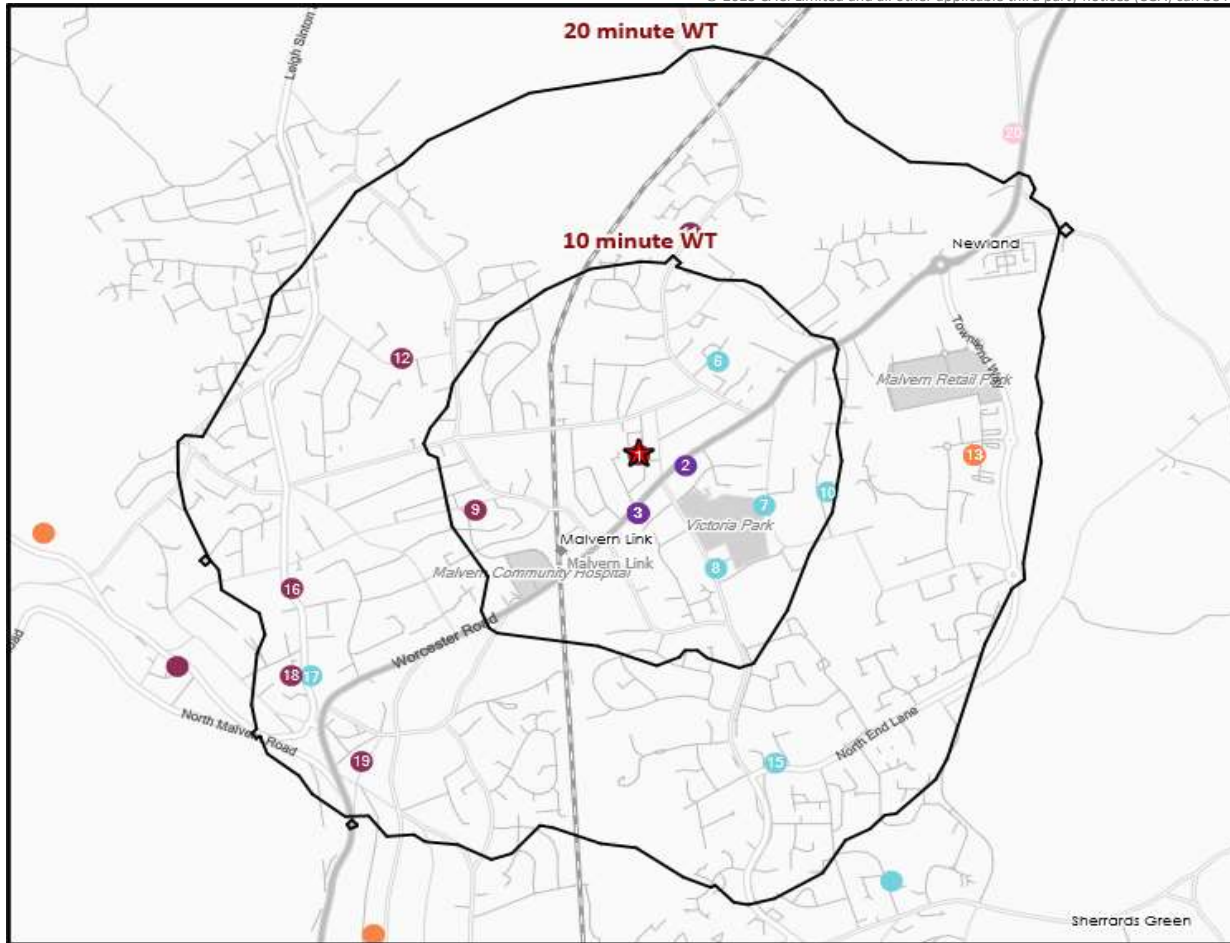 20 minute WT
Leigh Sinton
20
10 minute WT
Newland
Townsend Way
6
12
Malvern Retail Park
1
2
13
9
3
7
10
Victoria Park
Malvern Link
Malvern Link
Malvern Community Hospital
8
16
Worcester Road
18
17
North Malvern Road
North End Lane
19
15
Sherrards Green